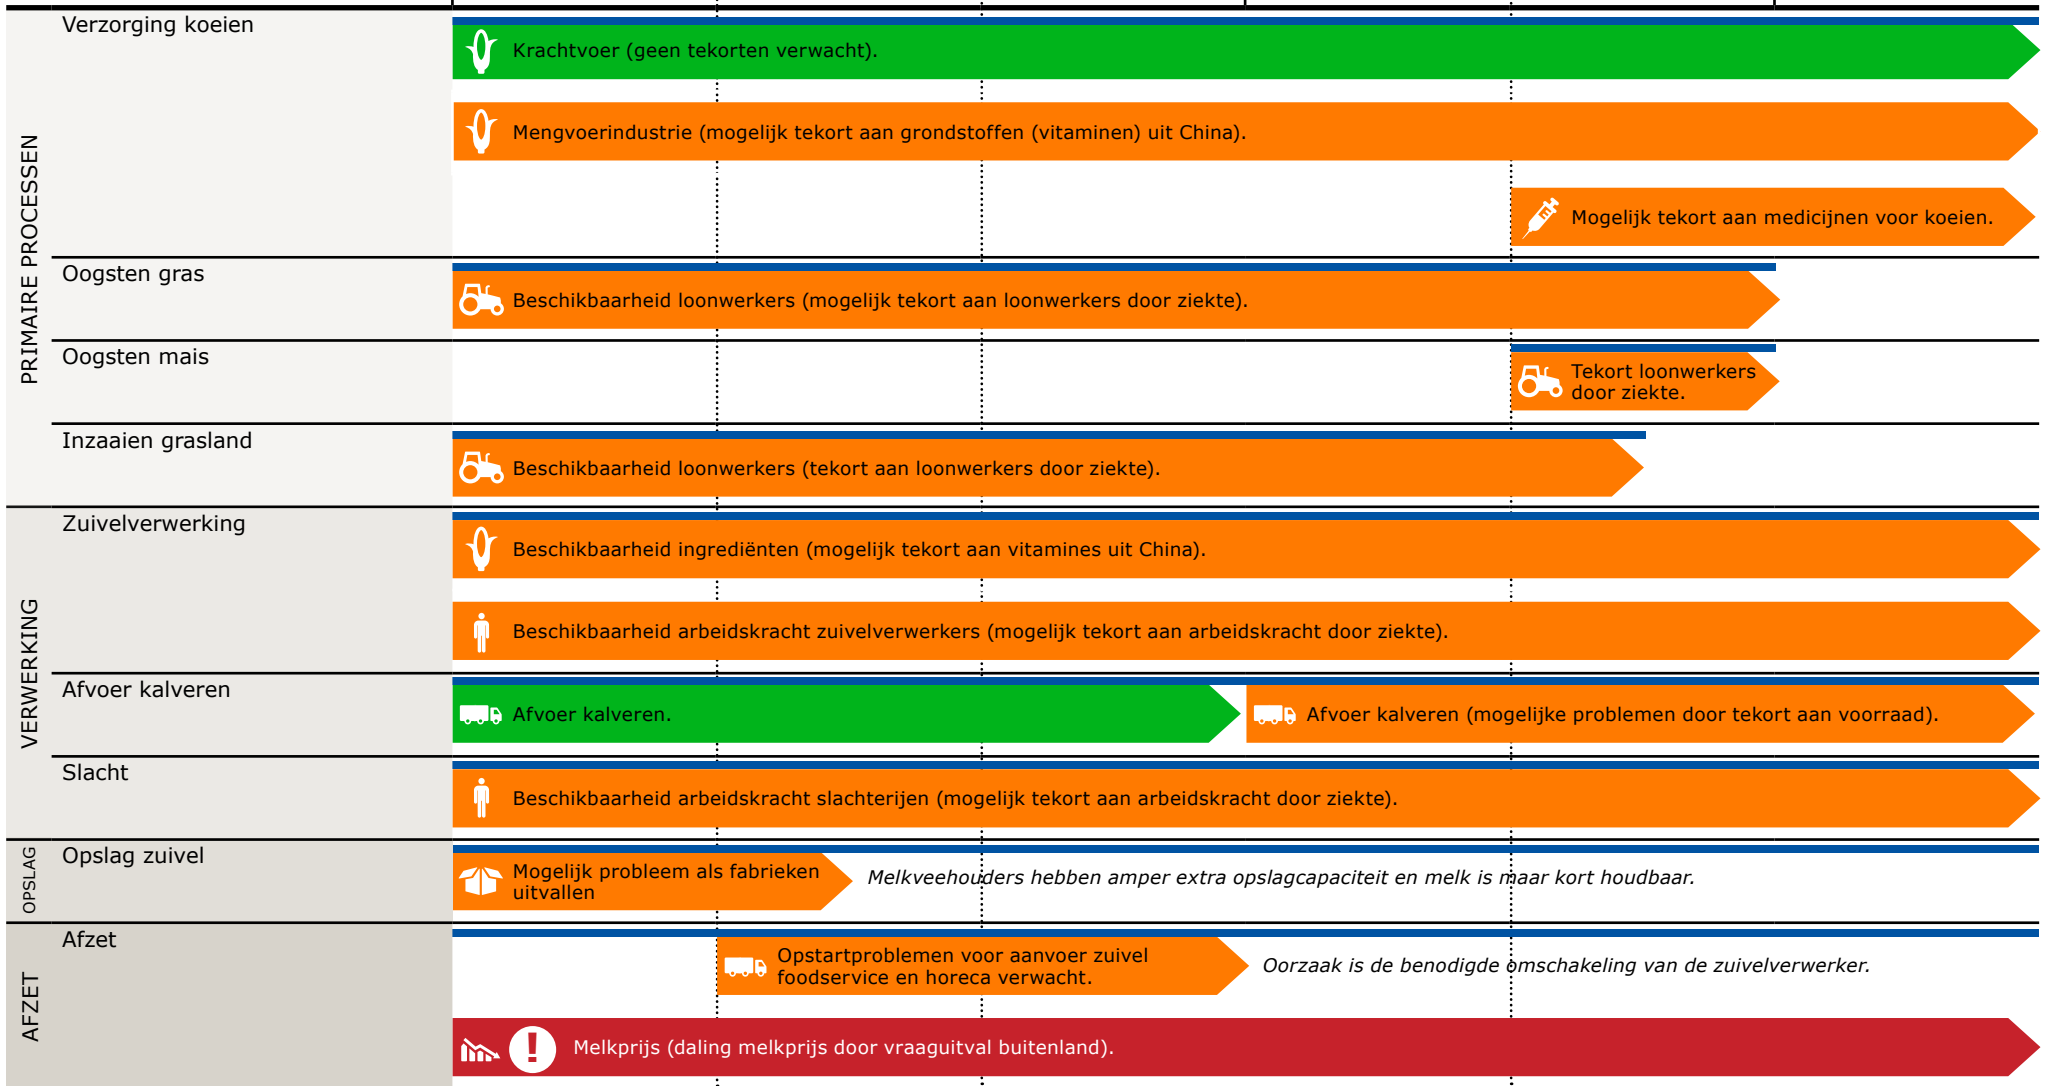 PRIMAIRE PROCESSEN
Verzorging koeien
Krachtvoer (geen tekorten verwacht).
Mengvoerindustrie (mogelijk tekort aan grondstoffen (vitaminen) uit China).
Mogelijk tekort aan medicijnen voor koeien.
Oogsten gras
Beschikbaarheid loonwerkers (mogelijk tekort aan loonwerkers door ziekte).
Oogsten mais
Tekort loonwerkers
door ziekte.
Inzaaien grasland
Beschikbaarheid loonwerkers (tekort aan loonwerkers door ziekte).
VERWERKING
Zuivelverwerking
Beschikbaarheid ingrediënten (mogelijk tekort aan vitamines uit China).
Beschikbaarheid arbeidskracht zuivelverwerkers (mogelijk tekort aan arbeidskracht door ziekte).
Afvoer kalveren
Afvoer kalveren.
Afvoer kalveren (mogelijke problemen door tekort aan voorraad).
Slacht
Beschikbaarheid arbeidskracht slachterijen (mogelijk tekort aan arbeidskracht door ziekte).
OPSLAG
Opslag zuivel
Mogelijk probleem als fabrieken
uitvallen
Melkveehouders hebben amper extra opslagcapaciteit en melk is maar kort houdbaar.
AFZET
Afzet
Opstartproblemen voor aanvoer zuivel
foodservice en horeca verwacht.
Oorzaak is de benodigde omschakeling van de zuivelverwerker.
!
Melkprijs (daling melkprijs door vraaguitval buitenland).